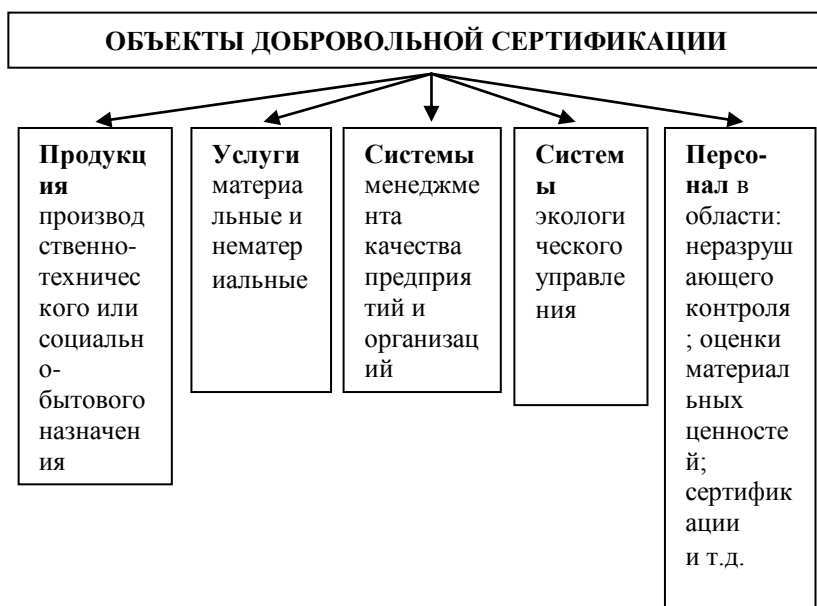 ОБЪЕКТЫ ДОБРОВОЛЬНОЙ СЕРТИФИКАЦИИ
Продукц
ия
производ
ственно-
техничес
кого или
социальн
о-
бытового
назначен
ия
Услуги
материа
льные и
нематер
иальные
Системы
менеджме
нта
качества
предприя
тий и
организац
ий
Систем
ы
экологи
ческого
управле
ния
Персо-
нал в
области:
неразруш
ающего
контроля
; оценки
материал
ьных
ценносте
й;
сертифик
ации
и т.д.